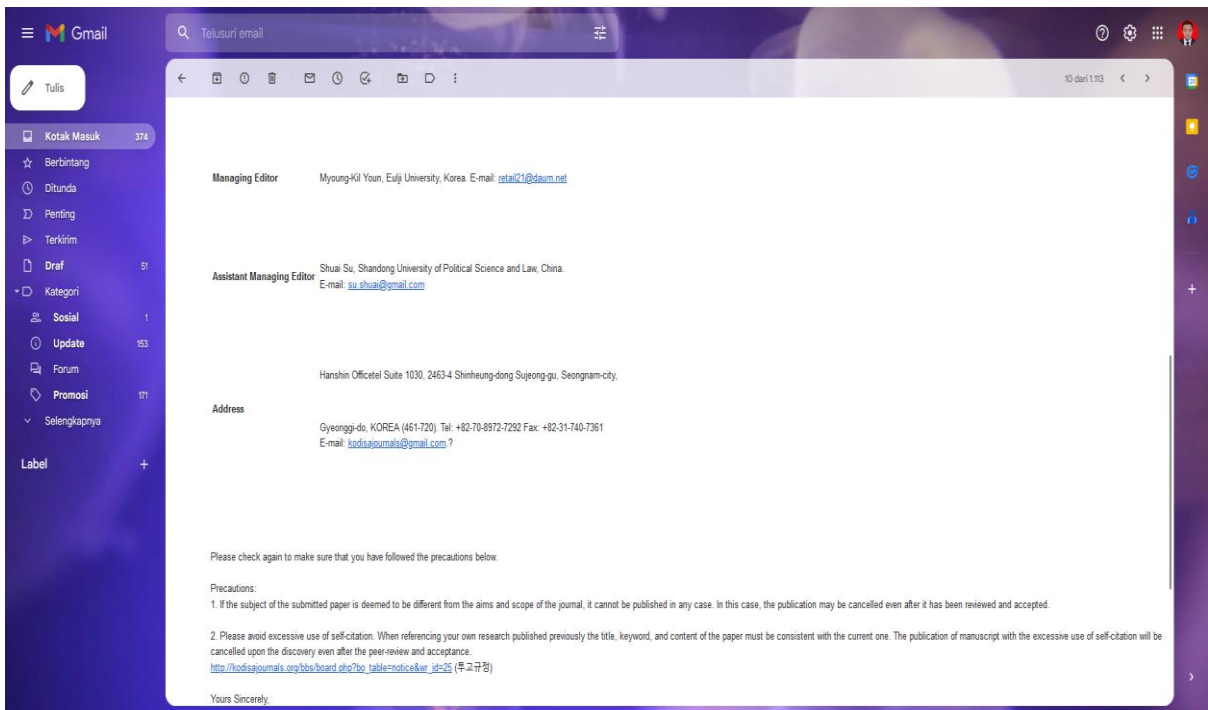 Gmail
Telusuri email
Tulis
10 dari 1.113
Kotak Masuk 374
Berbintang
Ditunda
Penting
Terkirim
Draf 51
Kategori
Sosial 1
Update 153
Forum
Promosi 171
Selengkapnya
Label
Managing Editor Myoung-Kil Youn, Eulji University, Korea. E-mail: retail21@daum.net
Assistant Managing Editor Shuai Su, Shandong University of Political Science and Law, China.
E-mail: su.shuai@gmail.com
Hanshin Officetel Suite 1030, 2463-4 Shinheung-dong Sujeong-gu, Seongnam-city,
Address
Gyeonggi-do, KOREA (461-720). Tel: +82-70-8972-7292 Fax: +82-31-740-7361
E-mail: kodisajournals@gmail.com.?
Please check again to make sure that you have followed the precautions below.
Precautions:
1. If the subject of the submitted paper is deemed to be different from the aims and scope of the journal, it cannot be published in any case. In this case, the publication may be cancelled even after it has been reviewed and accepted.
2. Please avoid excessive use of self-citation. When referencing your own research published previously the title, keyword, and content of the paper must be consistent with the current one. The publication of manuscript with the excessive use of self-citation will be
cancelled upon the discovery even after the peer-review and acceptance.
http://kodisajournals.org/bbs/board.php?bo_table=notice&wr_id=25 (투고규정)
Yours Sincerely,